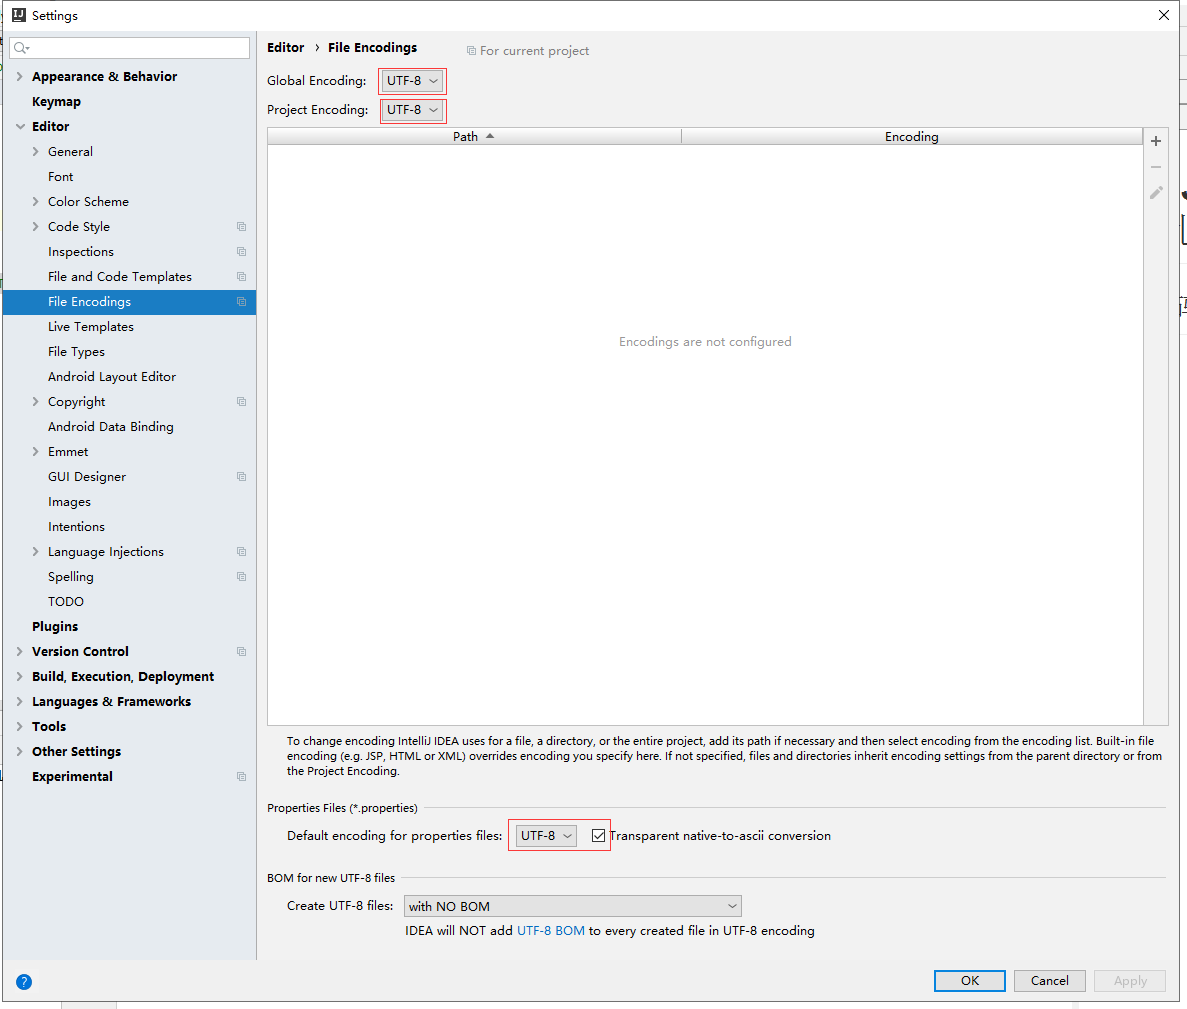 Settings
Editor › File Encodings
For current project
Appearance & Behavior
Keymap
Editor
General
Font
Color Scheme
Code Style
Inspections
File and Code Templates
File Encodings
Live Templates
File Types
Android Layout Editor
Copyright
Android Data Binding
Emmet
GUI Designer
Images
Intentions
Language Injections
Spelling
TODO
Plugins
Version Control
Build, Execution, Deployment
Languages & Frameworks
Tools
Other Settings
Experimental
Global Encoding: UTF-8
Project Encoding: UTF-8
Path Encoding
Encodings are not configured
To change encoding IntelliJ IDEA uses for a file, a directory, or the entire project, add its path if necessary and then select encoding from the encoding list. Built-in file
encoding (e.g. JSP, HTML or XML) overrides encoding you specify here. If not specified, files and directories inherit encoding settings from the parent directory or from
the Project Encoding.
Properties Files (*.properties)
Default encoding for properties files: UTF-8 Transparent native-to-ascii conversion
BOM for new UTF-8 files
Create UTF-8 files: with NO BOM
IDEA will NOT add UTF-8 BOM to every created file in UTF-8 encoding
?
OK Cancel Apply